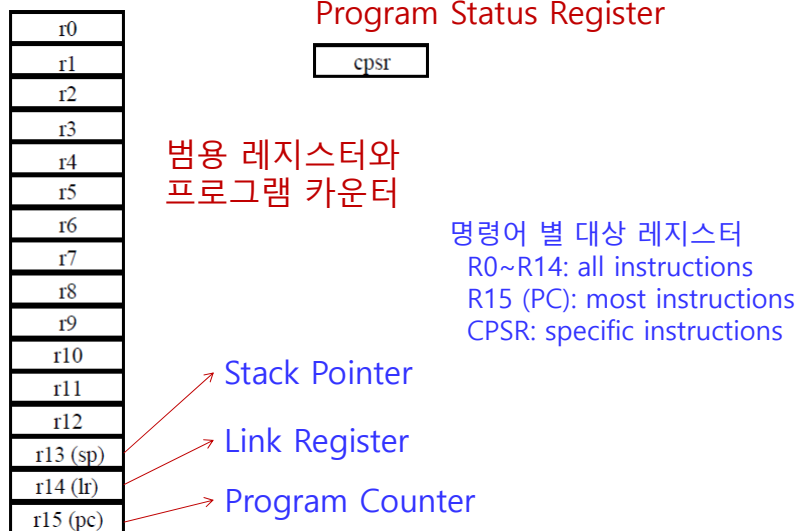 Program Status Register
r0
r1
cpsr
r2
r3
r4
r5
r6
r7
r8
r9
r10
r11
r12
r13 (sp)
r14 (lr)
r15 (pc)
범용 레지스터와
프로그램 카운터
명령어 별 대상 레지스터
R0~R14: all instructions
R15 (PC): most instructions
CPSR: specific instructions
Stack Pointer
Link Register
Program Counter